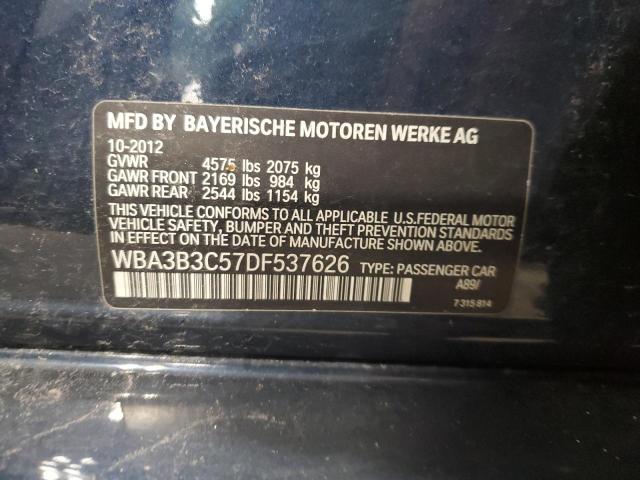 MFD BY BAYERISCHE MOTOREN WERKE AG
10-2012
GVWR 4575 lbs 2075 kg
GAWR FRONT 2169 lbs 984 kg
GAWR REAR 2544 lbs 1154 kg
THIS VEHICLE CONFORMS TO ALL APPLICABLE U.S.FEDERAL MOTOR
VEHICLE SAFETY, BUMPER AND THEFT PREVENTION STANDARDS
IN EFFECT ON THE DATE OF MANUFACTURE SHOWN ABOVE.
WBA3B3C57DF537626 TYPE: PASSENGER CAR
A89/
7 315 814